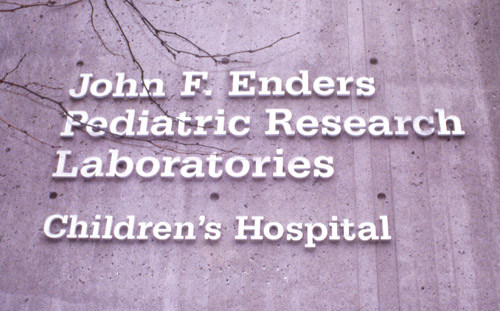 John F. Enders
Pediatric Research
Laboratories
Children's Hospital